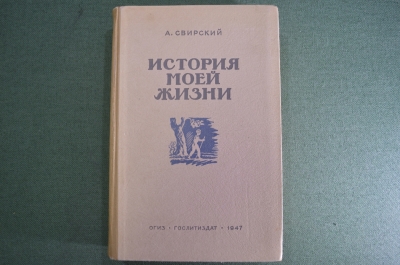 А. СВИРСКИЙ
ИСТОРИЯ
МОЕЙ
ЖИЗНИ
ОГИЗ • ГОСЛИТИЗДАТ • 1947